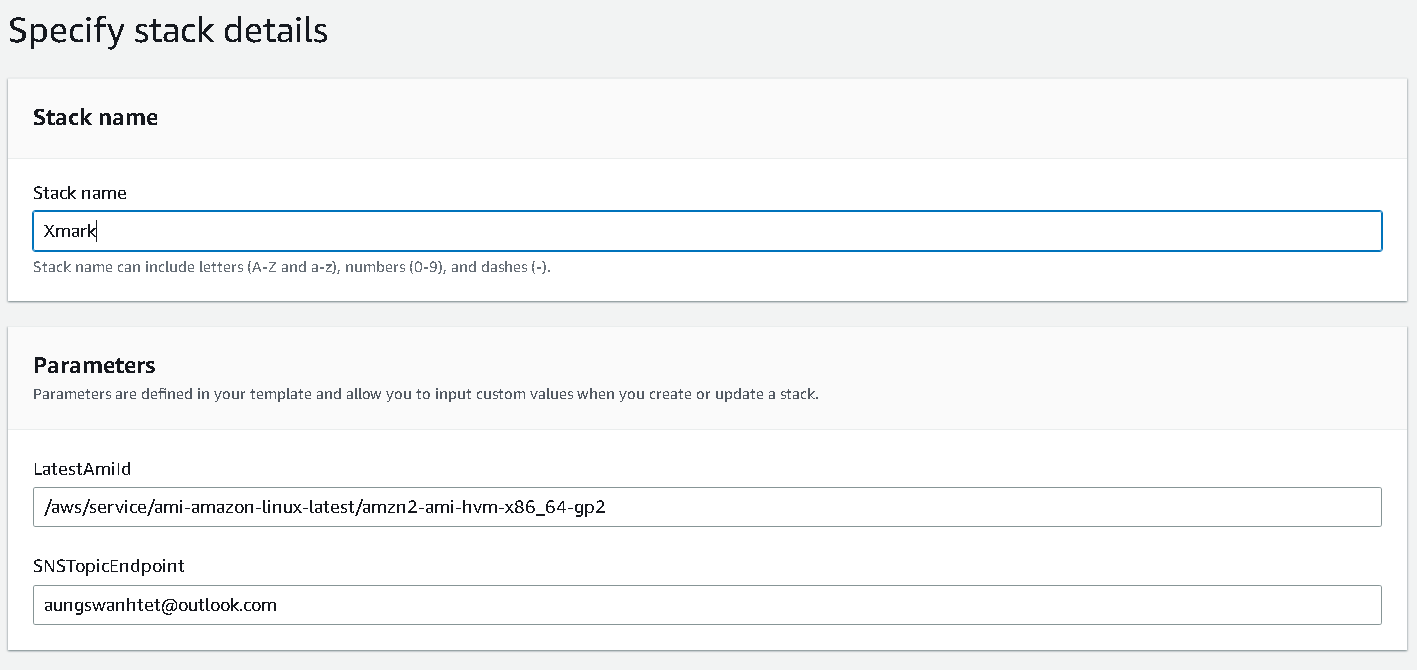 Specify stack details
Stack name
Stack name
Xmark
Stack name can include letters (A-Z and a-z), numbers (0-9), and dashes (-).
Parameters
Parameters are defined in your template and allow you to input custom values when you create or update a stack.
LatestAmiId
/aws/service/ami-amazon-linux-latest/amzn2-ami-hvm-x86_64-gp2
SNSTopicEndpoint
aungswanhtet@outlook.com